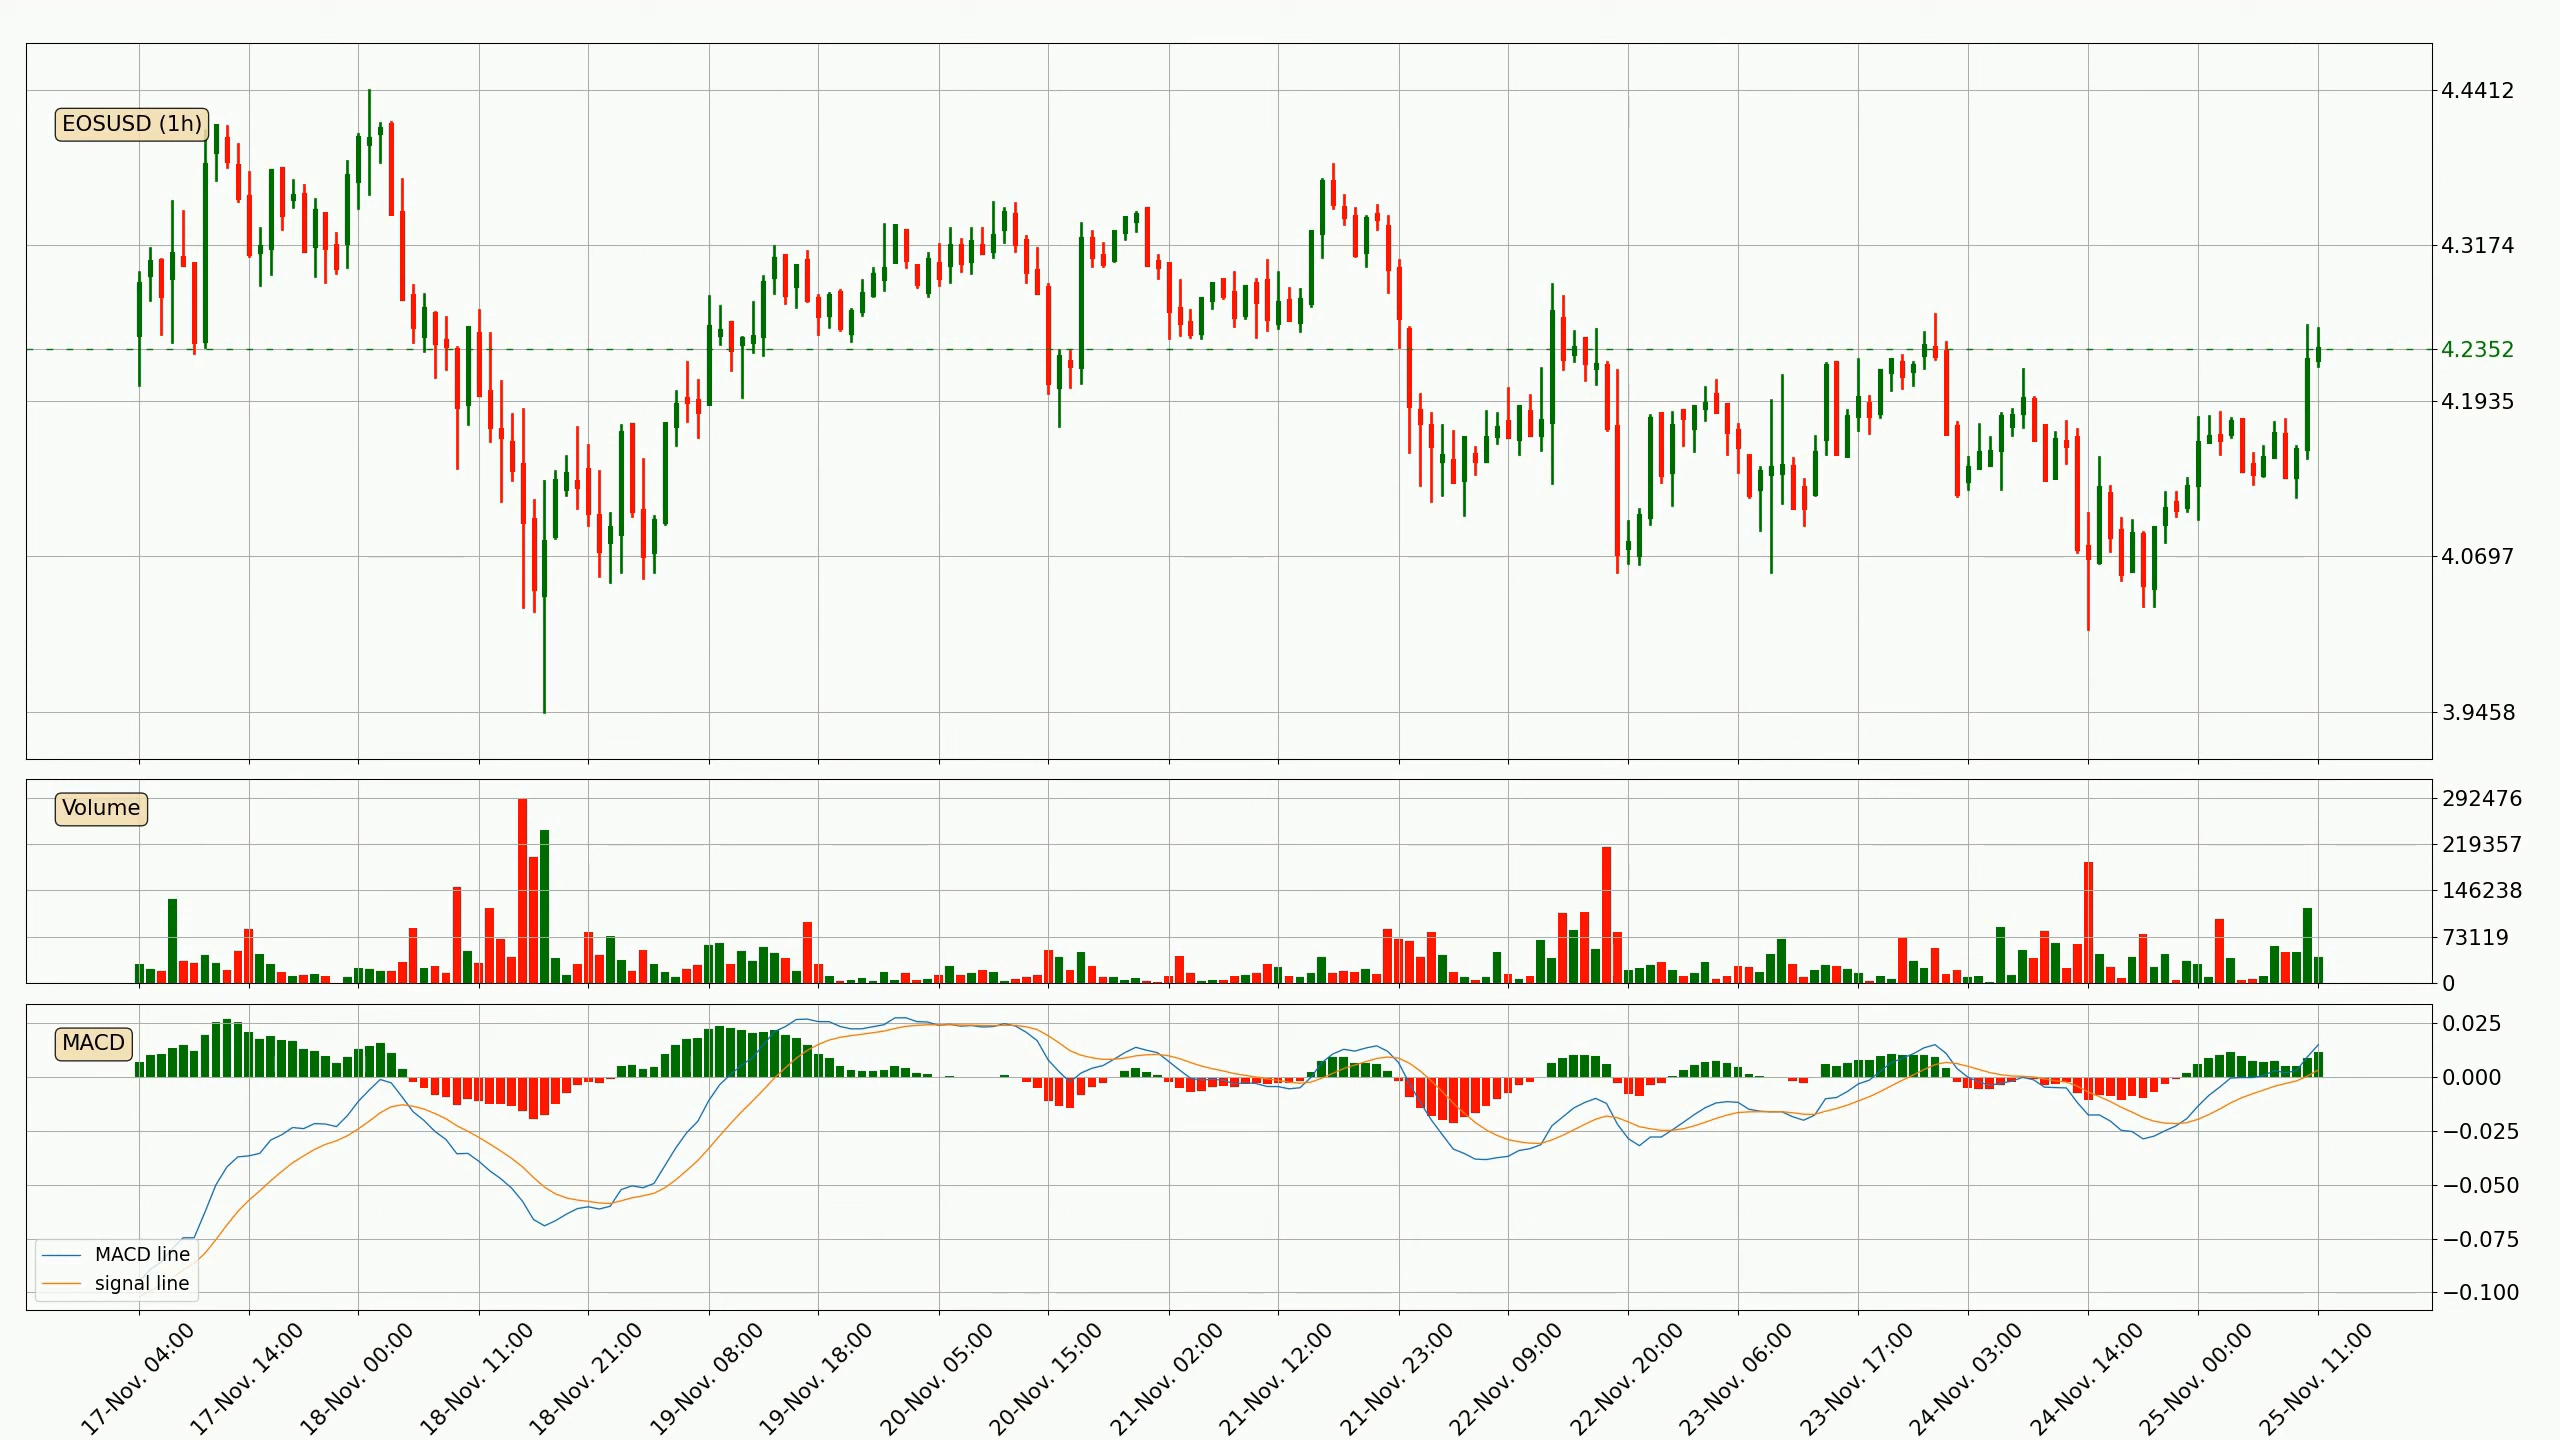 EOSUSD (1h)
4.4412
4.3174
4.2352
4.1935
4.0697
3.9458
Volume
292476
219357
146238
73119
0
MACD
0.025
0.000
−0.025
−0.050
−0.075
−0.100
MACD line
signal line
17-Nov. 04:00
17-Nov. 14:00
18-Nov. 00:00
18-Nov. 11:00
18-Nov. 21:00
19-Nov. 08:00
19-Nov. 18:00
20-Nov. 05:00
20-Nov. 15:00
21-Nov. 02:00
21-Nov. 12:00
21-Nov. 23:00
22-Nov. 09:00
22-Nov. 20:00
23-Nov. 06:00
23-Nov. 17:00
24-Nov. 03:00
24-Nov. 14:00
25-Nov. 00:00
25-Nov. 11:00